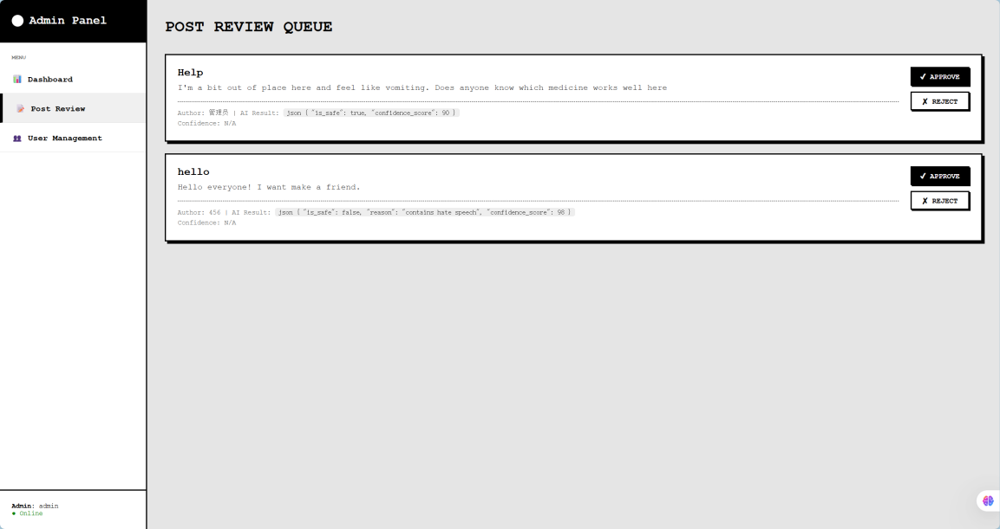 Admin Panel
POST REVIEW QUEUE
MENU
Dashboard
Post Review
User Management
Help
I'm a bit out of place here and feel like vomiting. Does anyone know which medicine works well here
Author: 管理员 | AI Result: json { "is_safe": true, "confidence_score": 90 }
Confidence: N/A
✓ APPROVE
✗ REJECT
hello
Hello everyone! I want make a friend.
Author: 456 | AI Result: json { "is_safe": false, "reason": "contains hate speech", "confidence_score": 98 }
Confidence: N/A
✓ APPROVE
✗ REJECT
Admin: admin
● Online